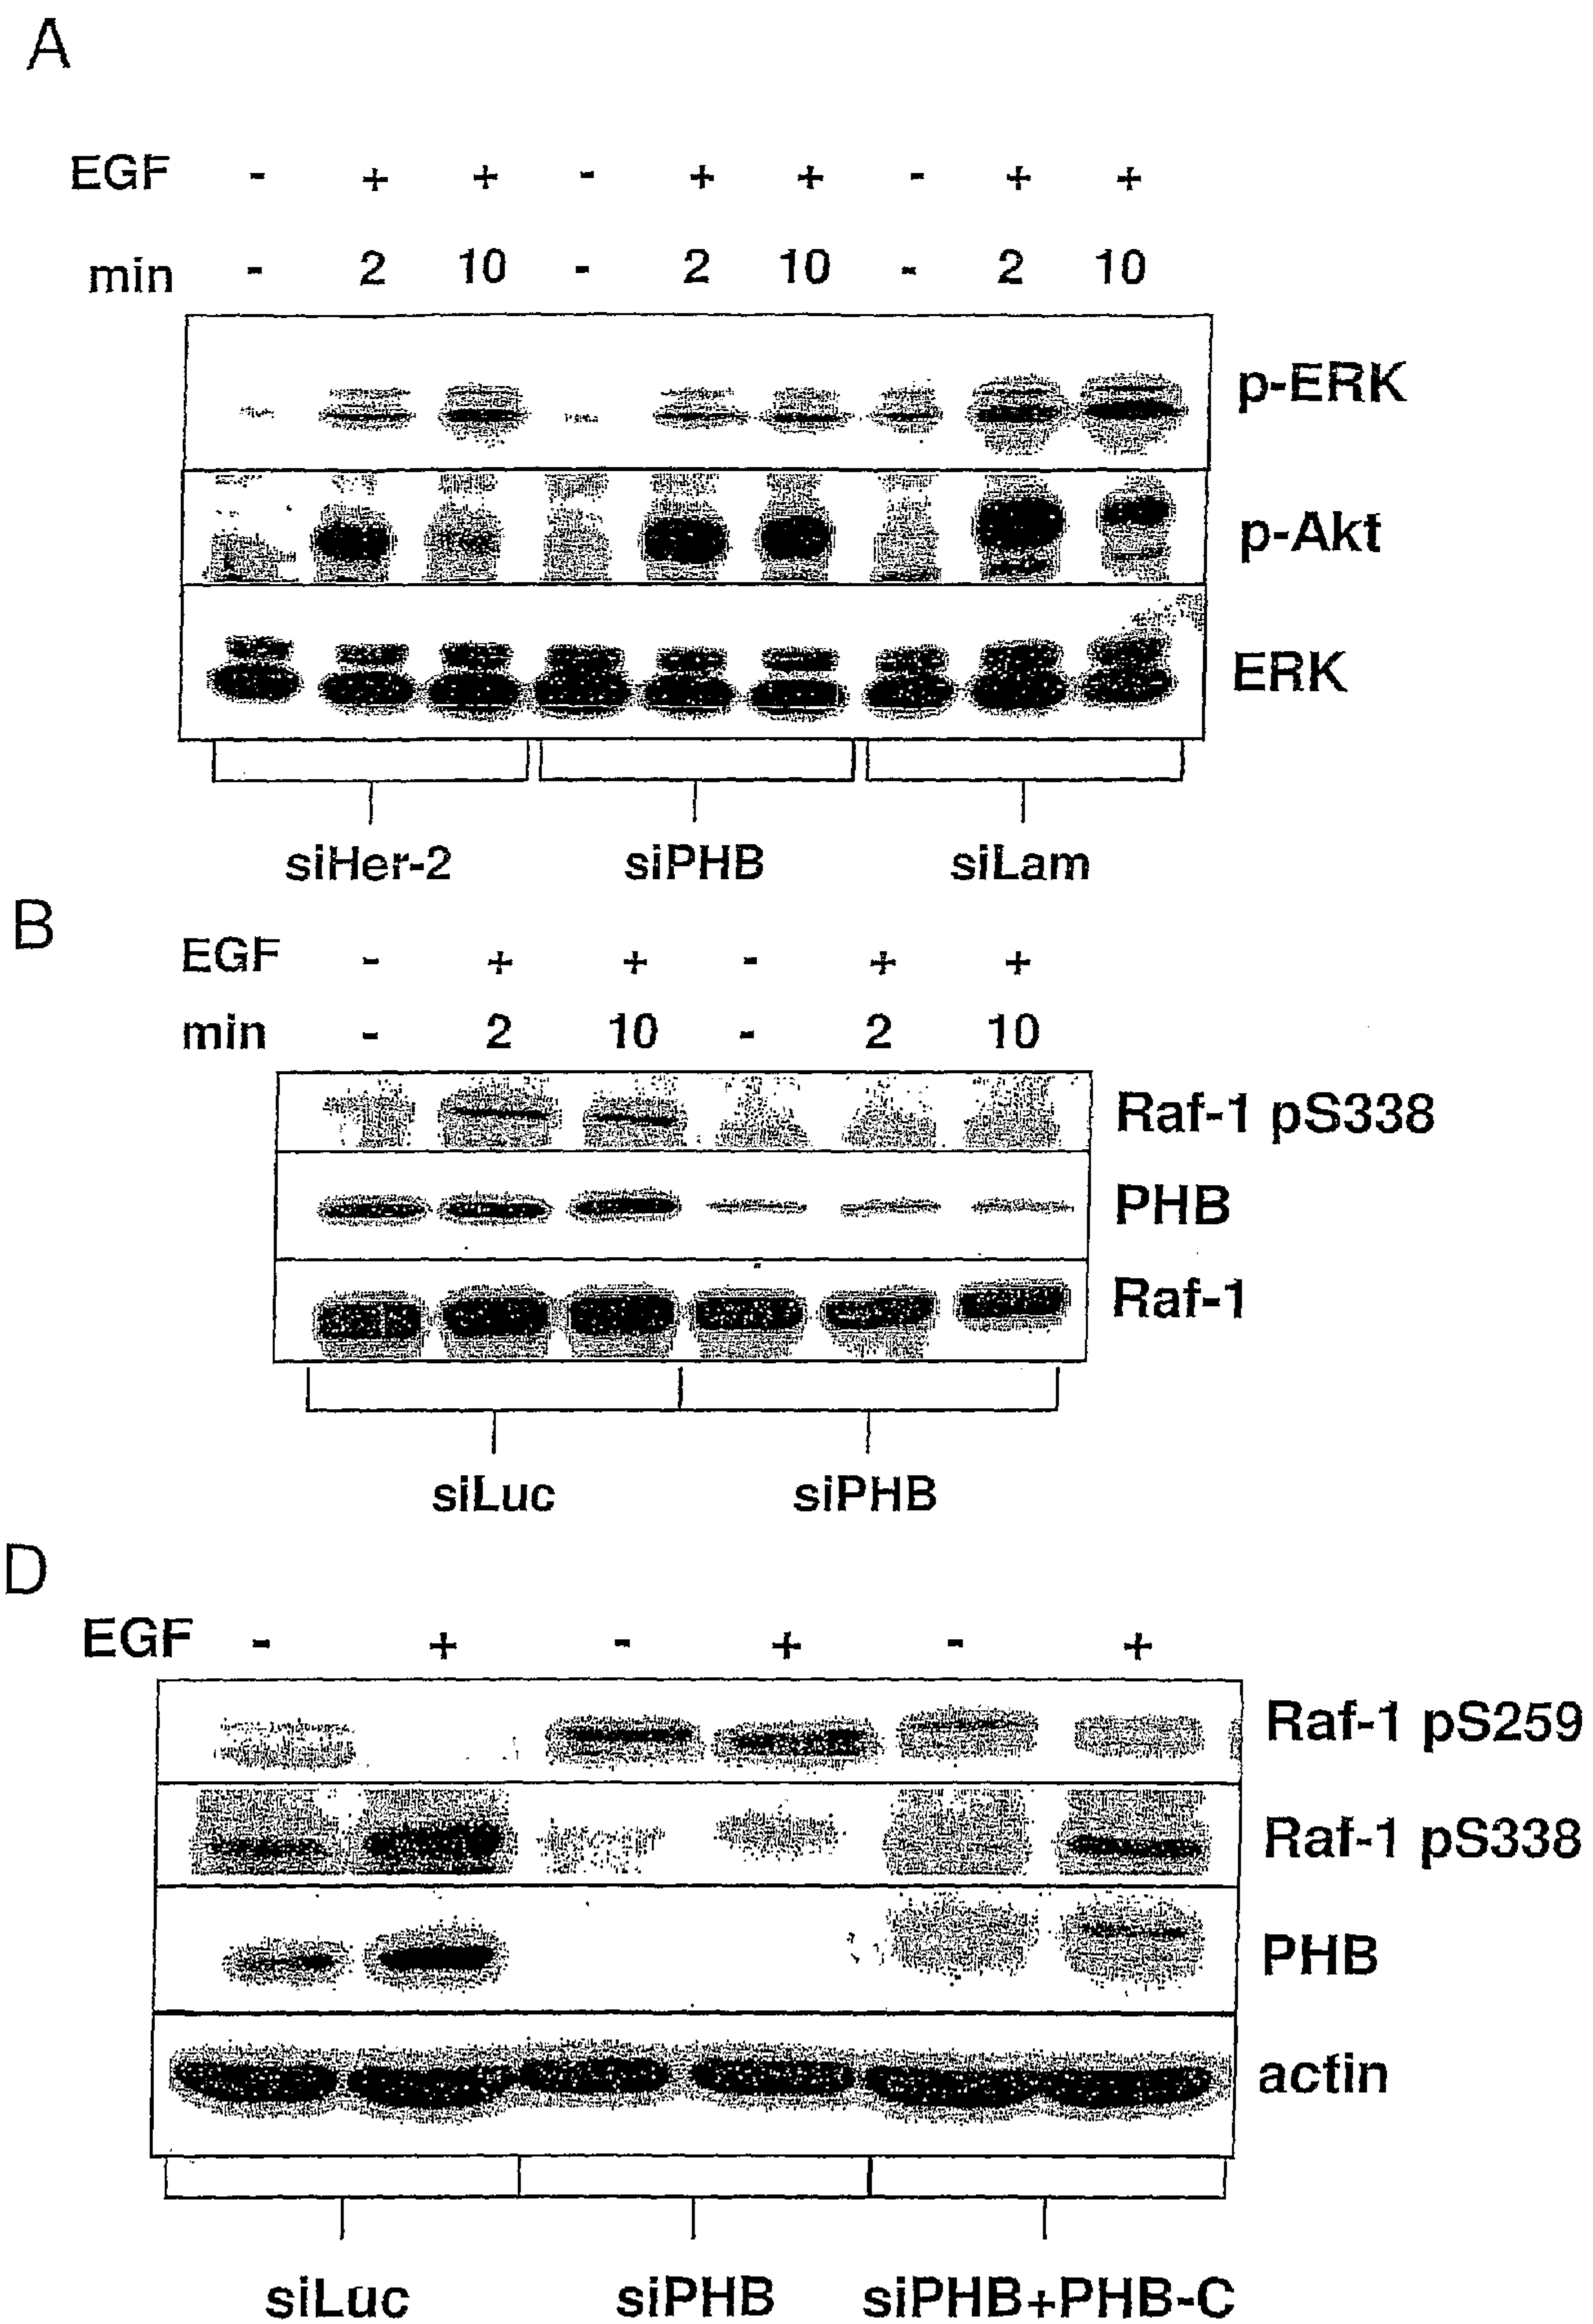 A
EGF - + + - + + - + +
min - 2 10 - 2 10 - 2 10
p-ERK
p-Akt
ERK
siHer-2 siPHB siLam
B
EGF - + + - + +
min - 2 10 - 2 10
Raf-1 pS338
PHB
Raf-1
siLuc siPHB
D
EGF - + - + - +
Raf-1 pS259
Raf-1 pS338
PHB
actin
siLuc siPHB siPHB+PHB-C